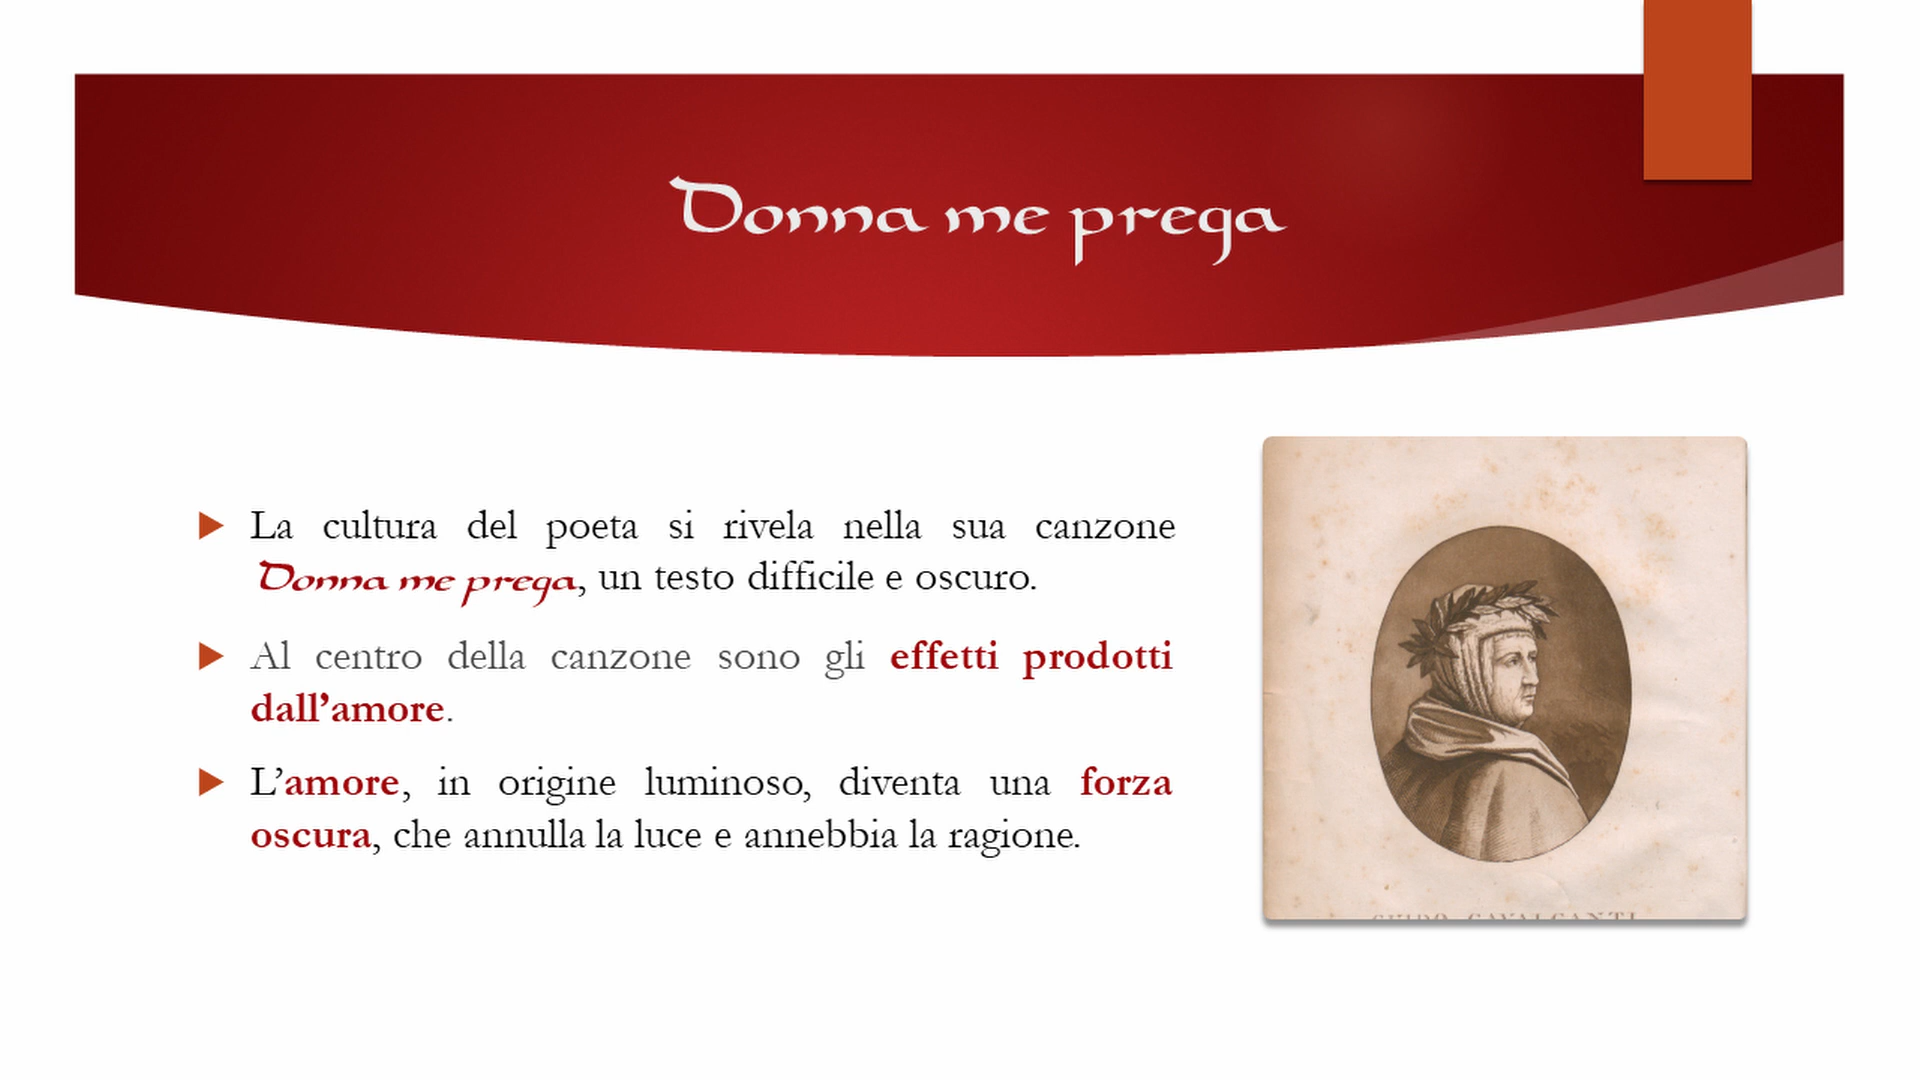 Donna me prega
La cultura del poeta si rivela nella sua canzone
Donna me prega, un testo difficile e oscuro.
Al centro della canzone sono gli effetti prodotti
dall’amore.
L’amore, in origine luminoso, diventa una forza
oscura, che annulla la luce e annebbia la ragione.
GUIDO CAVALCANTI